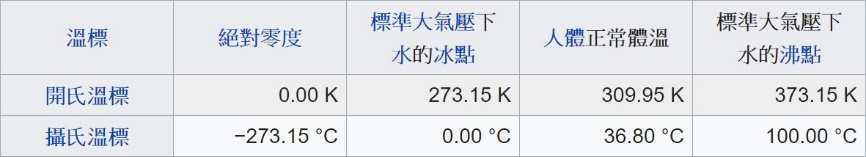 溫標 絕對零度 標準大氣壓下 人體正常體溫 標準大氣壓下
水的冰點 水的沸點
開氏溫標 0.00 K 273.15 K 309.95 K 373.15 K
攝氏溫標 −273.15 °C 0.00 °C 36.80 °C 100.00 °C